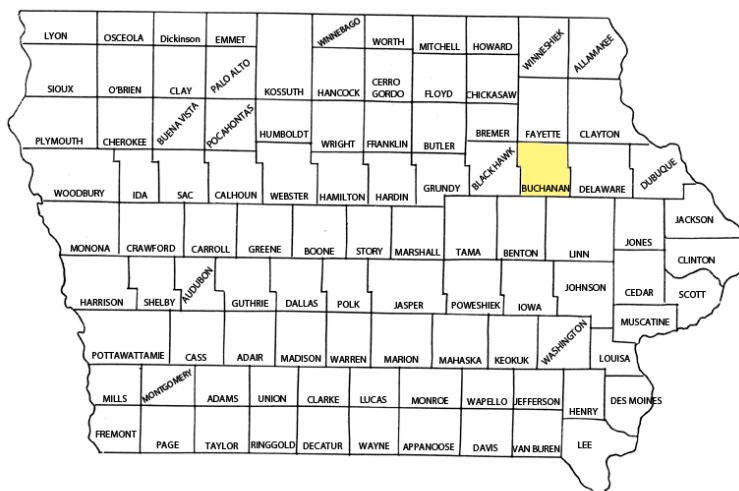 LYON
OSCEOLA
Dickinson
EMMET
WINNEBAGO
WORTH
MITCHELL
HOWARD
WINNESHIEK
ALLAMAKEE
SIOUX
O'BRIEN
CLAY
PALO ALTO
KOSSUTH
HANCOCK
CERRO
GORDO
FLOYD
CHICKASAW
PLYMOUTH
CHEROKEE
BUENA VISTA
POCAHONTAS
HUMBOLDT
WRIGHT
FRANKLIN
BUTLER
BREMER
FAYETTE
CLAYTON
WOODBURY
IDA
SAC
CALHOUN
WEBSTER
HAMILTON
HARDIN
GRUNDY
BLACK HAWK
BUCHANAN
DELAWARE
DUBUQUE
MONONA
CRAWFORD
CARROLL
GREENE
BOONE
STORY
MARSHALL
TAMA
BENTON
LINN
JONES
JACKSON
CLINTON
HARRISON
SHELBY
AUDUBON
GUTHRIE
DALLAS
POLK
JASPER
POWESHIEK
IOWA
JOHNSON
CEDAR
SCOTT
MUSCATINE
POTTAWATTAMIE
CASS
ADAIR
MADISON
WARREN
MARION
MAHASKA
KEOKUK
WASHINGTON
LOUISA
MILLS
MONTGOMERY
ADAMS
UNION
CLARKE
LUCAS
MONROE
WAPELLO
JEFFERSON
HENRY
DES MOINES
FREMONT
PAGE
TAYLOR
RINGGOLD
DECATUR
WAYNE
APPANOOSE
DAVIS
VAN BUREN
LEE